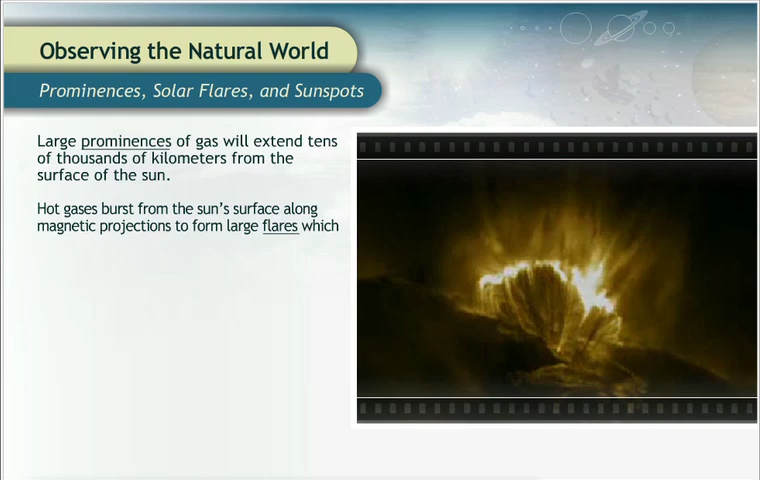 Observing the Natural World
Prominences, Solar Flares, and Sunspots
Large prominences of gas will extend tens
of thousands of kilometers from the
surface of the sun.
Hot gases burst from the sun's surface along
magnetic projections to form large flares which